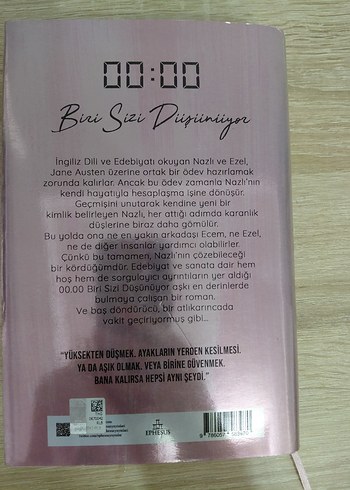 00:00
Biri Sizi Düşünüyor
İngiliz Dili ve Edebiyatı okuyan Nazlı ve Ezel,
Jane Austen üzerine ortak bir ödev hazırlamak
zorunda kalırlar. Ancak bu ödev zamanla Nazlı'nın
kendi hayatıyla hesaplaşma işine dönüşür.
Geçmişini unutarak kendine yeni bir
kimlik belirleyen Nazlı, her attığı adımda karanlık
düşlerine biraz daha gömülür.
Bu yolda ona ne en yakın arkadaşı Ecem, ne Ezel,
ne de diğer insanlar yardımcı olabilirler.
Çünkü bu tamamen, Nazlı'nın çözebileceği
bir kördüğümdür. Edebiyat ve sanata dair hem
hoş hem de sorgulayıcı ayrıntıların yer aldığı
00.00 Biri Sizi Düşünüyor aşkı en derinlerde
bulmaya çalışan bir roman.
Ve baş döndürücü, bir atlıkarıncada
vakit geçiriyormuş gibi...
"YÜKSEKTEN DÜŞMEK. AYAKLARIN YERDEN KESİLMESİ.
YA DA AŞIK OLMAK. VEYA BİRİNE GÜVENMEK.
BANA KALIRSA HEPSİ AYNI ŞEYDİ."
EPHESUS